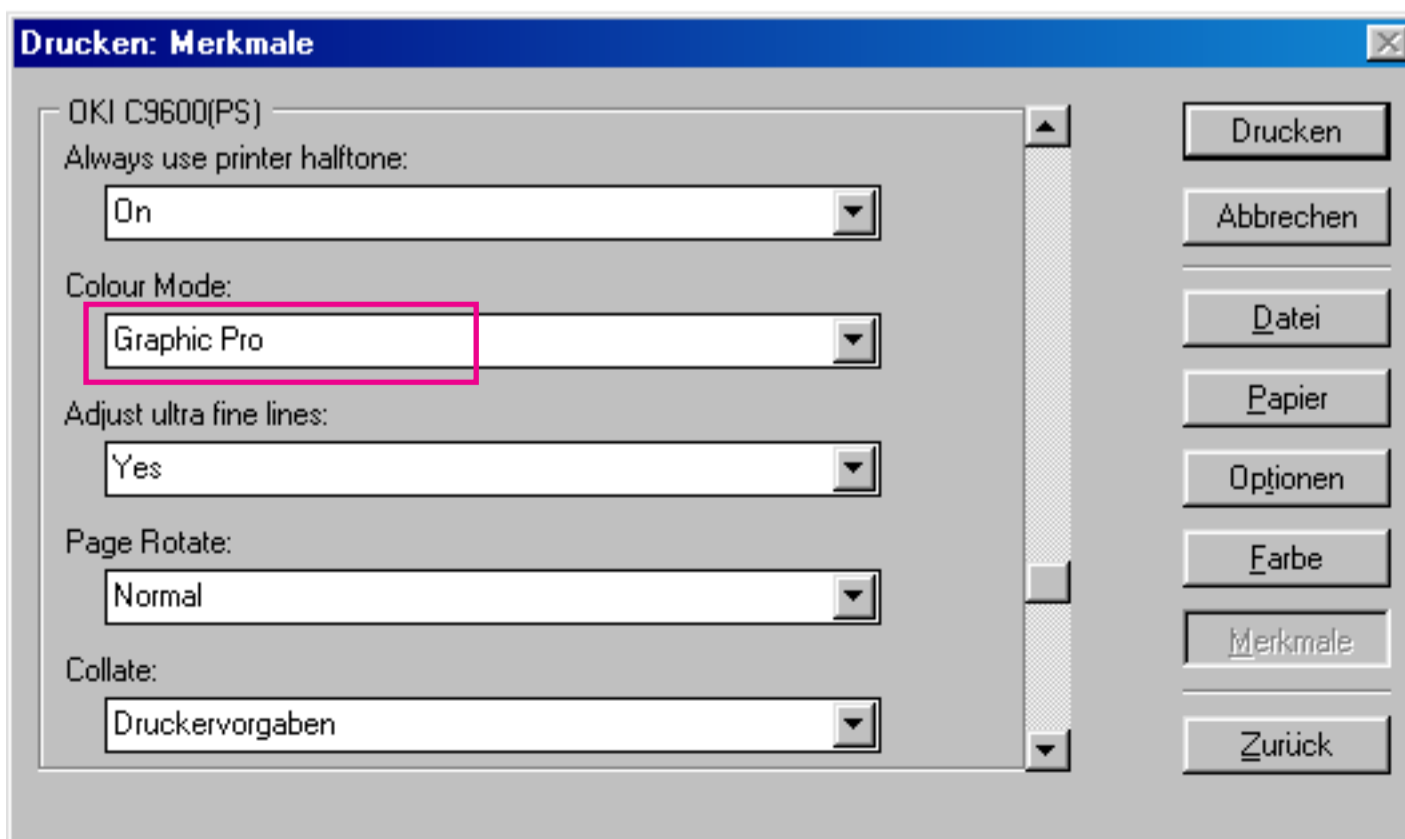 Drucken: Merkmale
OKI C9600(PS)
Always use printer halftone:
On
Colour Mode:
Graphic Pro
Adjust ultra fine lines:
Yes
Page Rotate:
Normal
Collate:
Druckervorgaben
Drucken
Abbrechen
Datei
Papier
Optionen
Farbe
Merkmale
Zurück